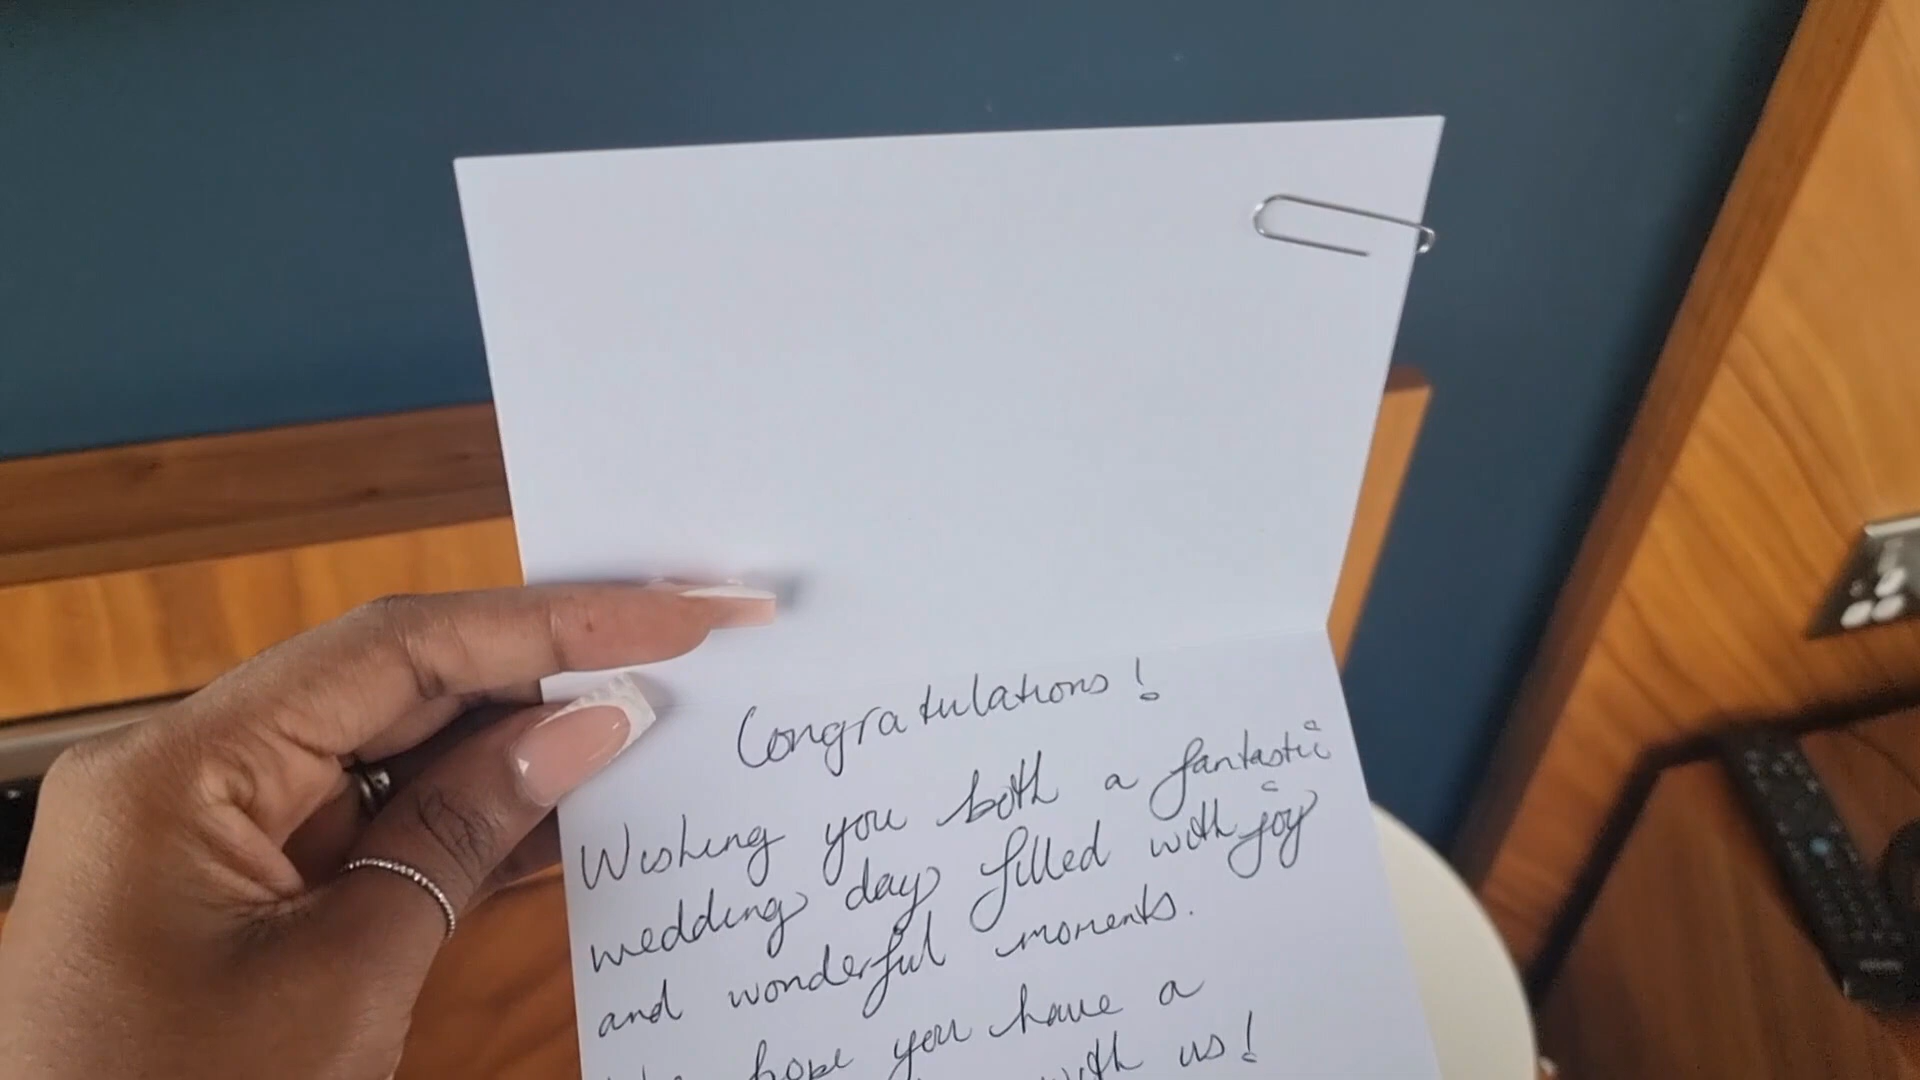 Congratulations!
Wishing you both a fantastic
wedding day filled with joy
and wonderful moments.
hope you have a
with us!